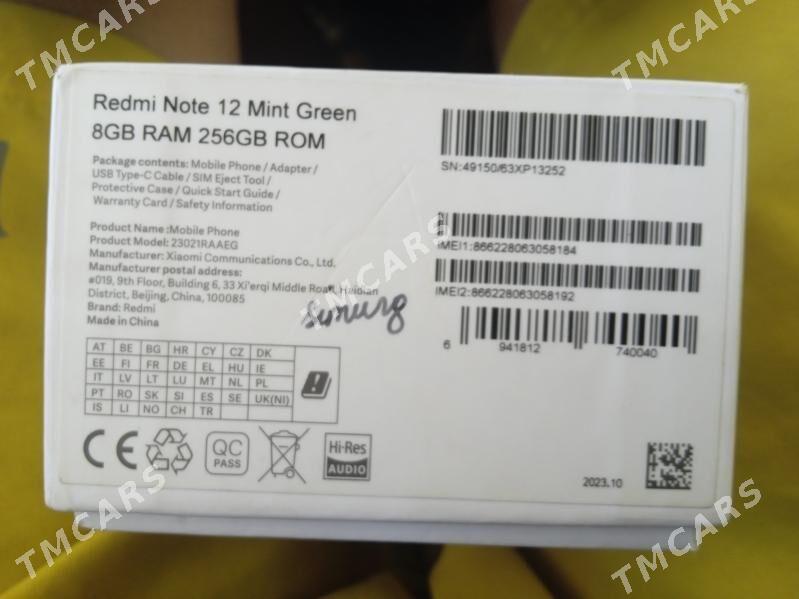 Redmi Note 12 Mint Green
8GB RAM 256GB ROM
Package contents: Mobile Phone / Adapter /
USB Type-C Cable / SIM Eject Tool /
Protective Case / Quick Start Guide /
Warranty Card / Safety Information
Product Name: Mobile Phone
Product Model: 23021RAAEG
Manufacturer: Xiaomi Communications Co., Ltd.
Manufacturer postal address:
#019, 9th Floor, Building 6, 33 Xi'erqi Middle Road, Haidian
District, Beijing, China, 100085
Brand: Redmi
Made in China
AT BE BG HR CY CZ DK
EE FI FR DE EL HU IE
IT LV LT LU MT NL PL
PT RO SK SI ES SE UK(NI)
IS LI NO CH TR
CE
QC
PASS
Hi-Res
AUDIO
SN:49150/63XP13252
IMEI1:866228063058184
IMEI2:866228063058192
6 941812 740040
2023.10
TMCARS
TMCARS
TMCARS
TMCARS
TMCARS